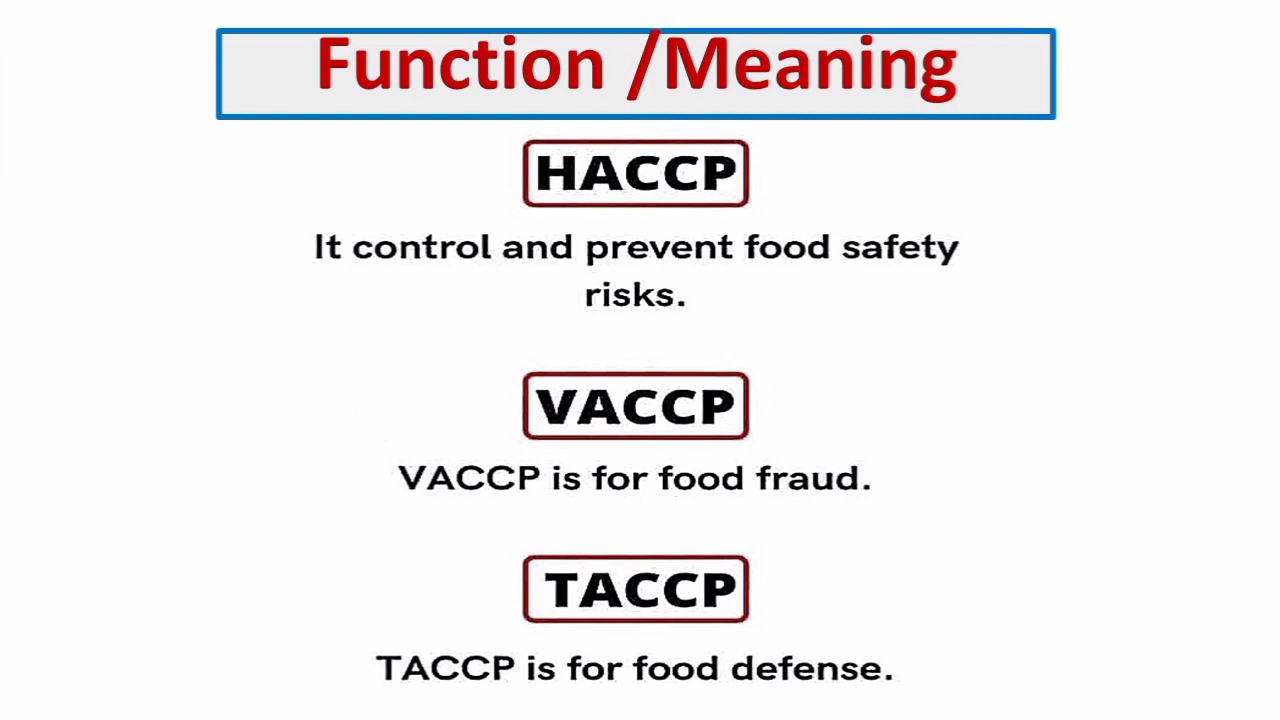 Function /Meaning
HACCP
It control and prevent food safety
risks.
VACCP
VACCP is for food fraud.
TACCP
TACCP is for food defense.